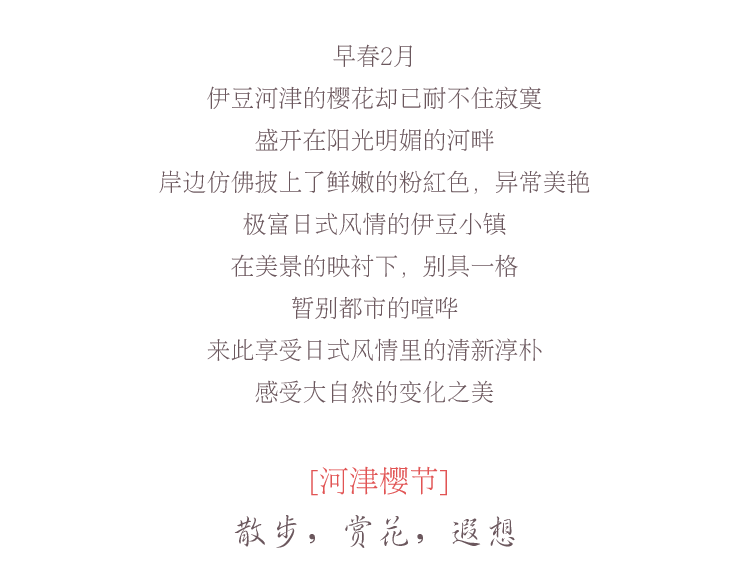 早春2月
伊豆河津的樱花却已耐不住寂寞
盛开在阳光明媚的河畔
岸边仿佛披上了鲜嫩的粉紅色，异常美艳
极富日式风情的伊豆小镇
在美景的映衬下，别具一格
暂别都市的喧哗
来此享受日式风情里的清新淳朴
感受大自然的变化之美
[河津樱节]
散步，赏花，遐想